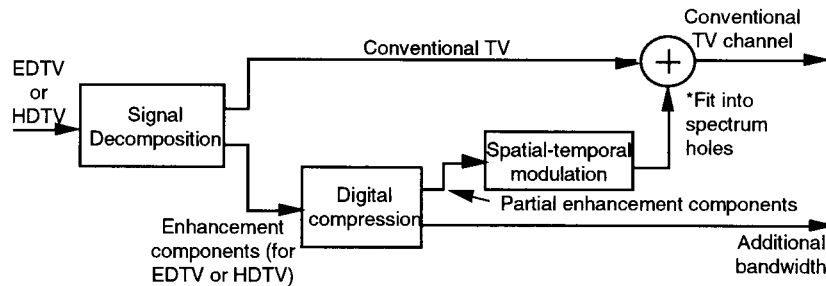 Conventional
TV channel
Conventional TV
EDTV
or
HDTV
Signal
Decomposition
+
*Fit into
spectrum
holes
Spatial-temporal
modulation
Digital
compression
Partial enhancement components
Enhancement
components (for
EDTV or HDTV)
Additional
bandwidth